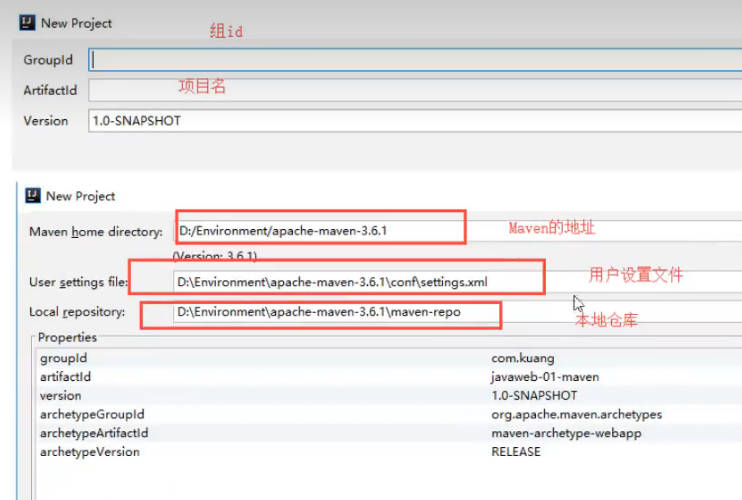 New Project
组id
GroupId
ArtifactId 项目名
Version 1.0-SNAPSHOT
New Project
Maven home directory: D:/Environment/apache-maven-3.6.1 Maven的地址
(Version: 3.6.1)
User settings file: D:\Environment\apache-maven-3.6.1\conf\settings.xml 用户设置文件
Local repository: D:\Environment\apache-maven-3.6.1\maven-repo 本地仓库
Properties
groupId com.kuang
artifactId javaweb-01-maven
version 1.0-SNAPSHOT
archetypeGroupId org.apache.maven.archetypes
archetypeArtifactId maven-archetype-webapp
archetypeVersion RELEASE